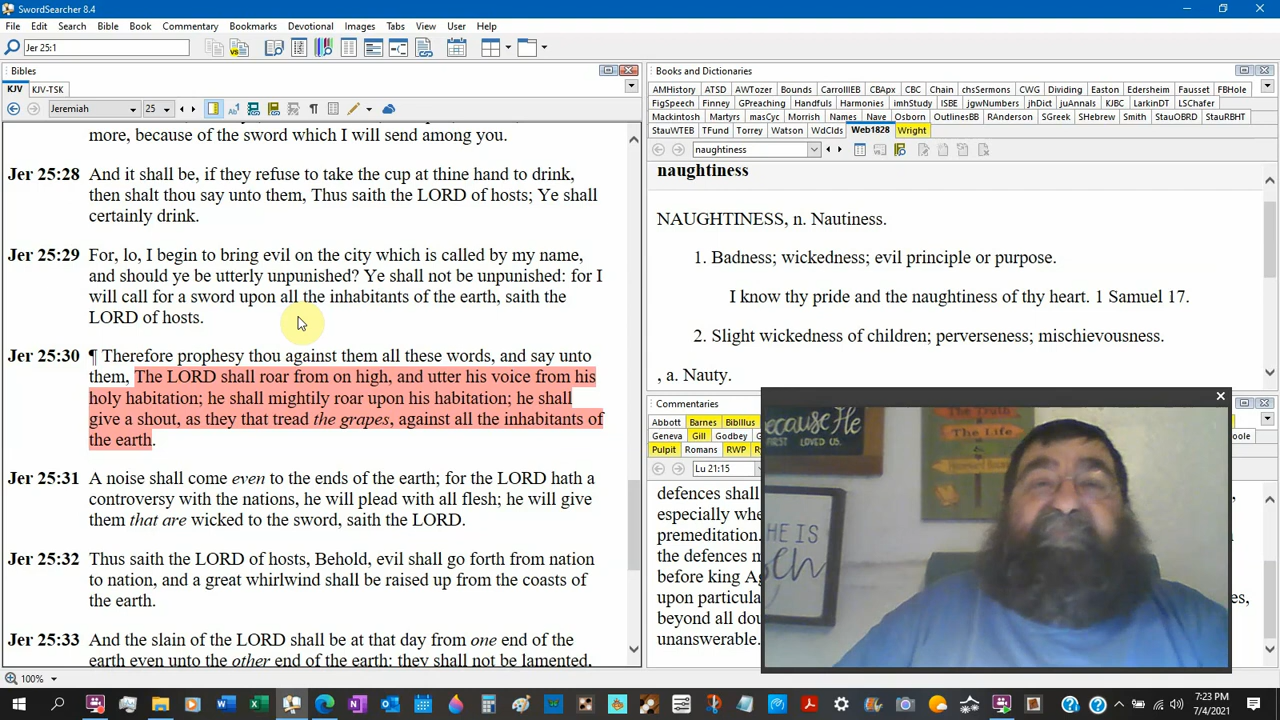 SwordSearcher 8.4
File Edit Search Bible Book Commentary Bookmarks Devotional Images Tabs View User Help
Jer 25:1
Bibles
KJV KJV-TSK
Jeremiah 25
more, because of the sword which I will send among you.
Jer 25:28 And it shall be, if they refuse to take the cup at thine hand to drink,
then shalt thou say unto them, Thus saith the LORD of hosts; Ye shall
certainly drink.
Jer 25:29 For, lo, I begin to bring evil on the city which is called by my name,
and should ye be utterly unpunished? Ye shall not be unpunished: for I
will call for a sword upon all the inhabitants of the earth, saith the
LORD of hosts.
Jer 25:30 ¶ Therefore prophesy thou against them all these words, and say unto
them, The LORD shall roar from on high, and utter his voice from his
holy habitation; he shall mightily roar upon his habitation; he shall
give a shout, as they that tread the grapes, against all the inhabitants of
the earth.
Jer 25:31 A noise shall come even to the ends of the earth; for the LORD hath a
controversy with the nations, he will plead with all flesh; he will give
them that are wicked to the sword, saith the LORD.
Jer 25:32 Thus saith the LORD of hosts, Behold, evil shall go forth from nation
to nation, and a great whirlwind shall be raised up from the coasts of
the earth.
Jer 25:33 And the slain of the LORD shall be at that day from one end of the
earth even unto the other end of the earth: they shall not be lamented,
100%
Books and Dictionaries
AMHistory ATSD AWTozer Bounds CarrollIEB CBApx CBC Chain chsSermons CWG Dividing Easton Edersheim Fausset FBHole
FigSpeech Finney GPreaching Handfuls Harmonies imhStudy ISBE jgwNumbers jhDict juAnnals KJBC LarkinDT LSChafer
Mackintosh Martyrs Morrish Names Nave Osborn OutlinesBB RAnderson SGreek SHebrew Smith StauOBRD StauRBHT
StauWTEB TFund Torrey Watson WdClds Web1828 Wright
naughtiness
naughtiness
NAUGHTINESS, n. Nautiness.
1. Badness; wickedness; evil principle or purpose.
I know thy pride and the naughtiness of thy heart. 1 Samuel 17.
2. Slight wickedness of children; perverseness; mischievousness.
, a. Nauty.
Commentaries
Abbott Barnes
Geneva Gill Godbey
Pulpit Romans RWP
Lu 21:15
defences shall
especially whe
premeditation.
the defences m
before king Ag
upon particula
beyond all dou
unanswerable.
because He
FIRST LOVED US.
The Truth
The Life
HE IS
7:23 PM
7/4/2021